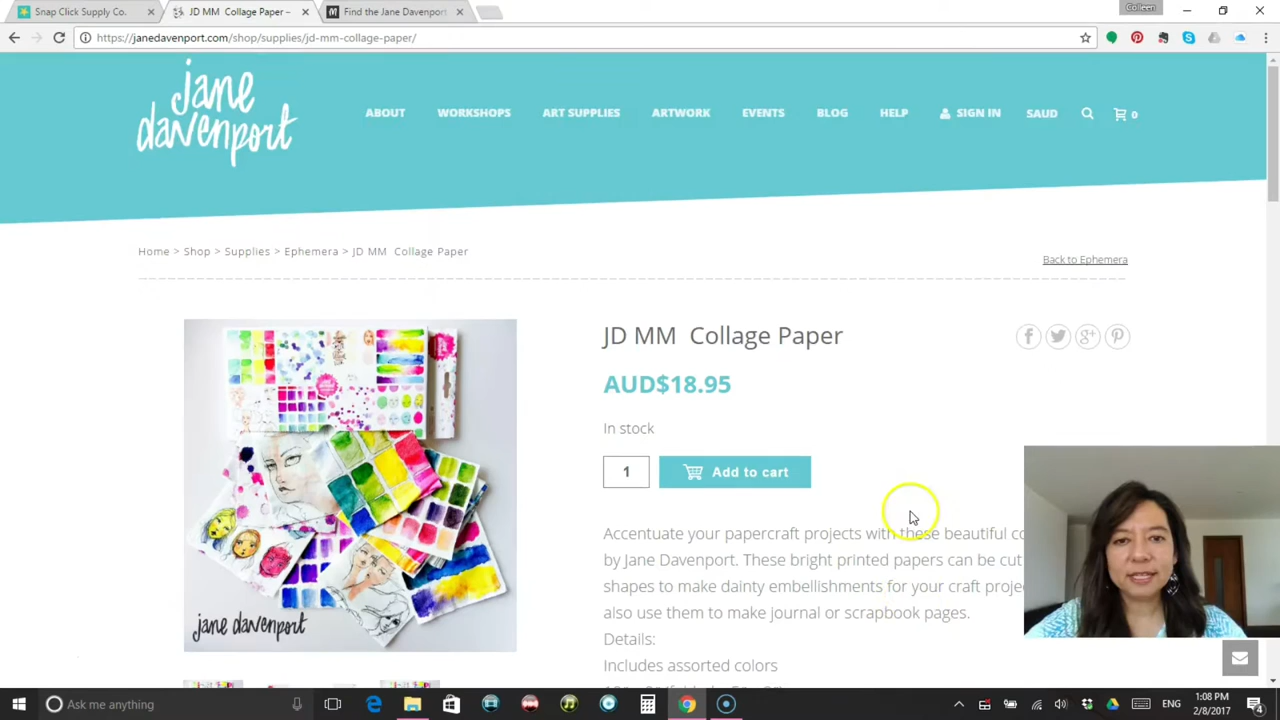 Colleen
Snap Click Supply Co.
JD MM Collage Paper –
Find the Jane Davenport
https://janedavenport.com/shop/supplies/jd-mm-collage-paper/
jane
davenport
ABOUT
WORKSHOPS
ART SUPPLIES
ARTWORK
EVENTS
BLOG
HELP
SIGN IN
$AUD
0
Home > Shop > Supplies > Ephemera > JD MM Collage Paper
Back to Ephemera
JD MM Collage Paper
AUD$18.95
In stock
1
Add to cart
Accentuate your papercraft projects with these beautiful
by Jane Davenport. These bright printed papers can be cut
shapes to make dainty embellishments for your craft
also use them to make journal or scrapbook pages.
Details:
Includes assorted colors
jane davenport
Ask me anything
ENG
1:08 PM
2/8/2017
4